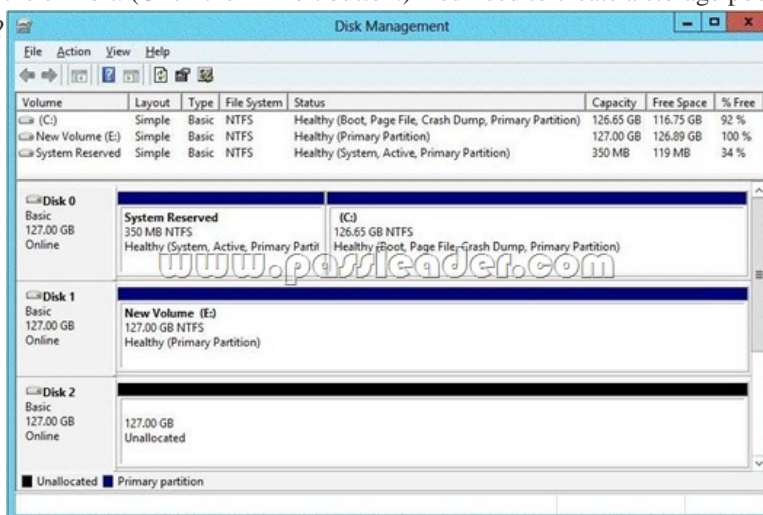 Disk Management
File Action View Help
Volume Layout Type File System Status Capacity Free Space % Free
(C:) Simple Basic NTFS Healthy (Boot, Page File, Crash Dump, Primary Partition) 126.65 GB 116.75 GB 92 %
New Volume (E:) Simple Basic NTFS Healthy (Primary Partition) 127.00 GB 126.89 GB 100 %
System Reserved Simple Basic NTFS Healthy (System, Active, Primary Partition) 350 MB 119 MB 34 %
Disk 0
Basic
127.00 GB
Online
System Reserved
350 MB NTFS
Healthy (System, Active, Primary Partit
(C:)
126.65 GB NTFS
Healthy (Boot, Page File, Crash Dump, Primary Partition)
www.passleader.com
Disk 1
Basic
127.00 GB
Online
New Volume (E:)
127.00 GB NTFS
Healthy (Primary Partition)
Disk 2
Basic
127.00 GB
Online
127.00 GB
Unallocated
Unallocated Primary partition